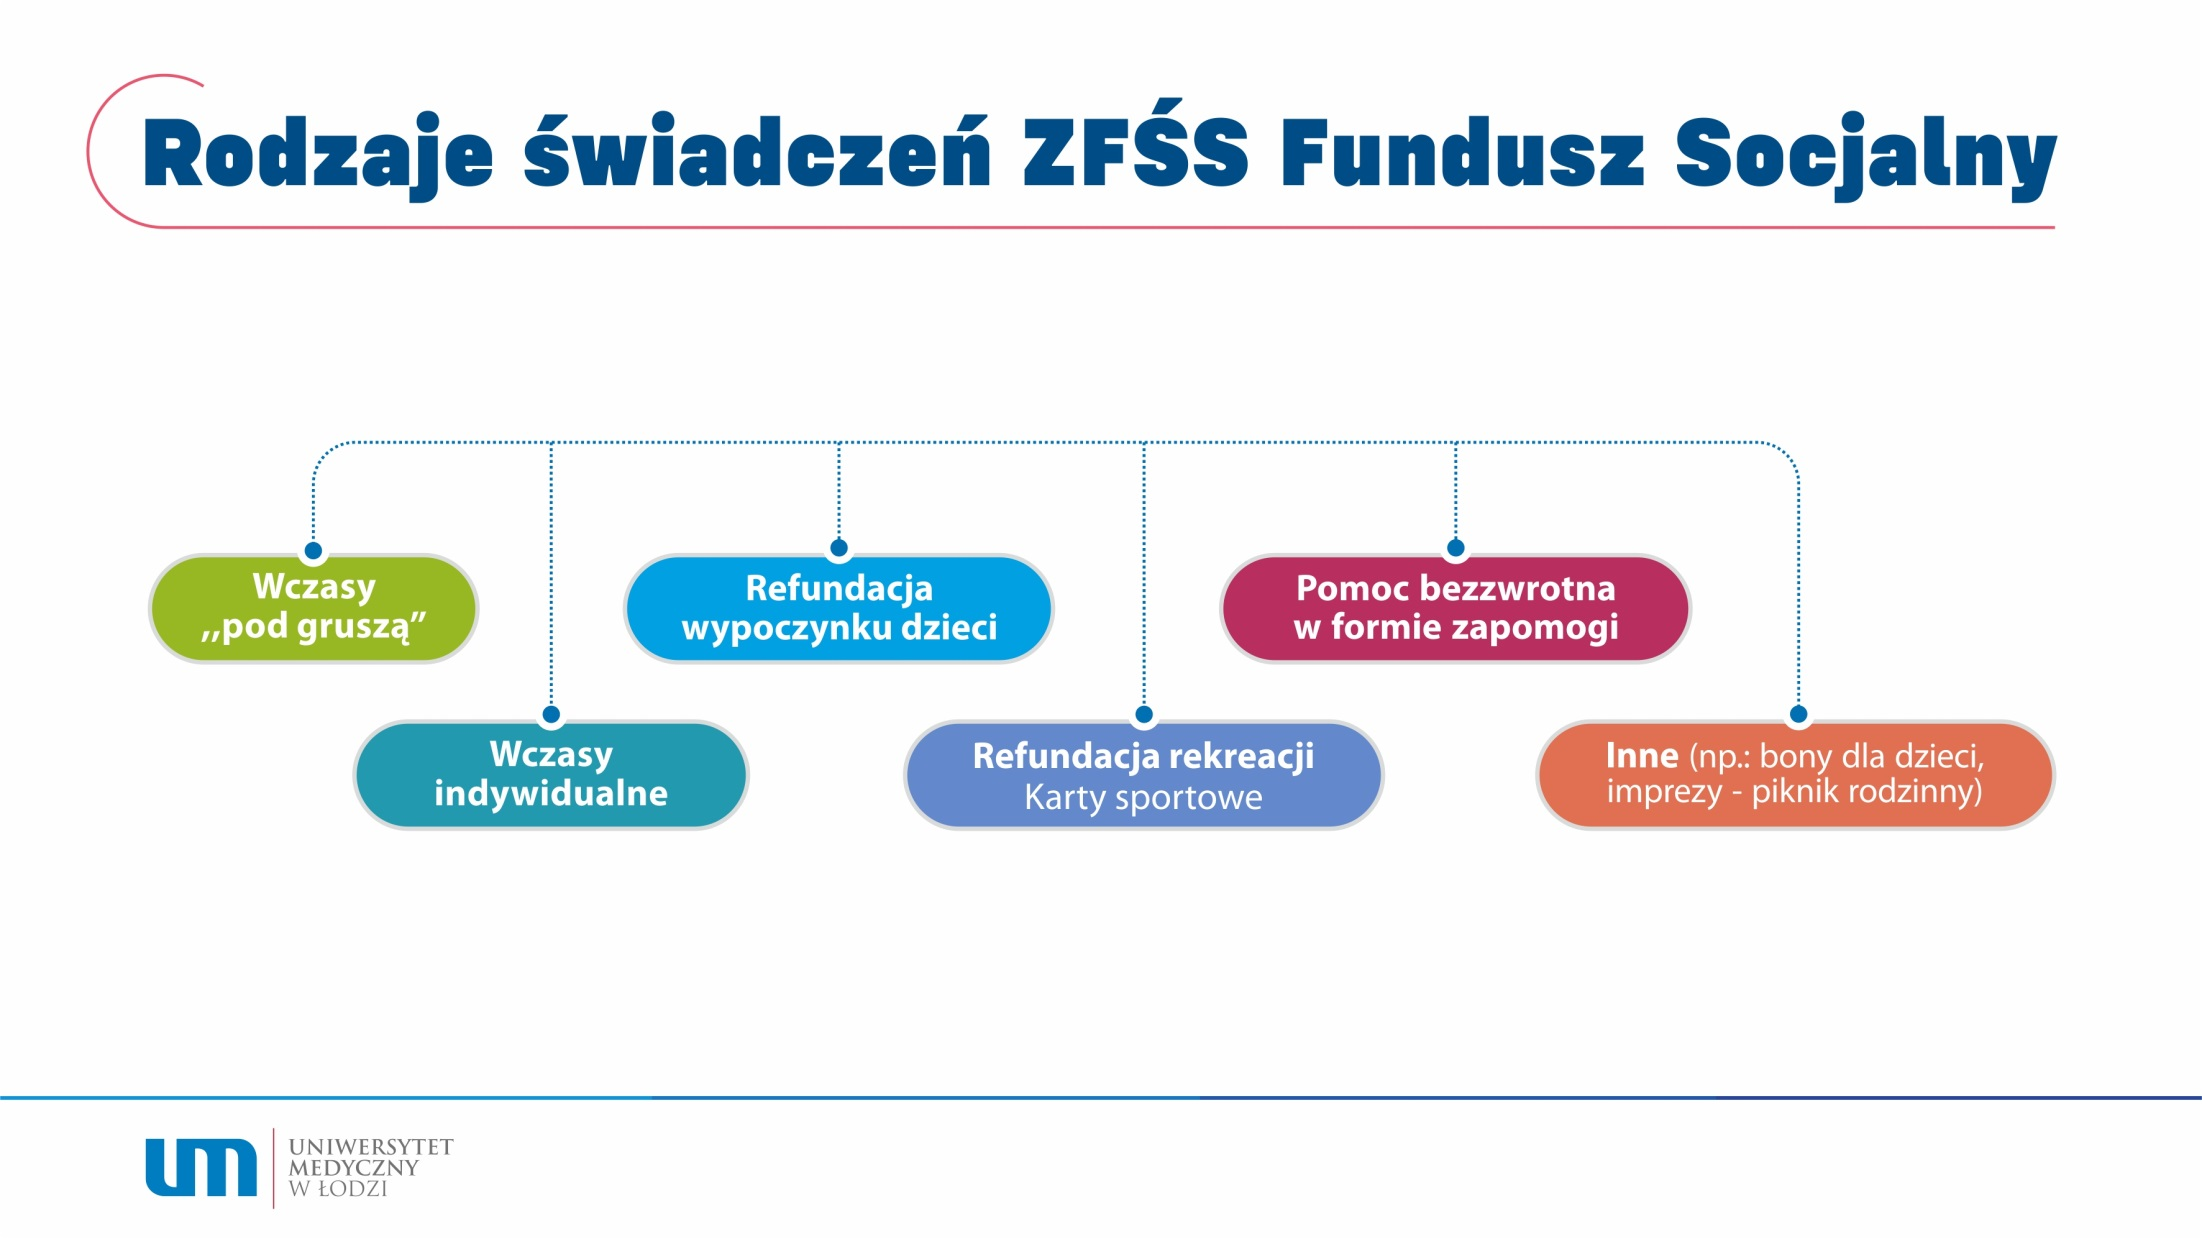 Rodzaje świadczeń ZFŚS Fundusz Socjalny
Wczasy
,,pod gruszą”
Wczasy
indywidualne
Refundacja
wypoczynku dzieci
Refundacja rekreacji
Karty sportowe
Pomoc bezzwrotna
w formie zapomogi
Inne (np.: bony dla dzieci,
imprezy - piknik rodzinny)
um
UNIWERSYTET
MEDYCZNY
W ŁODZI